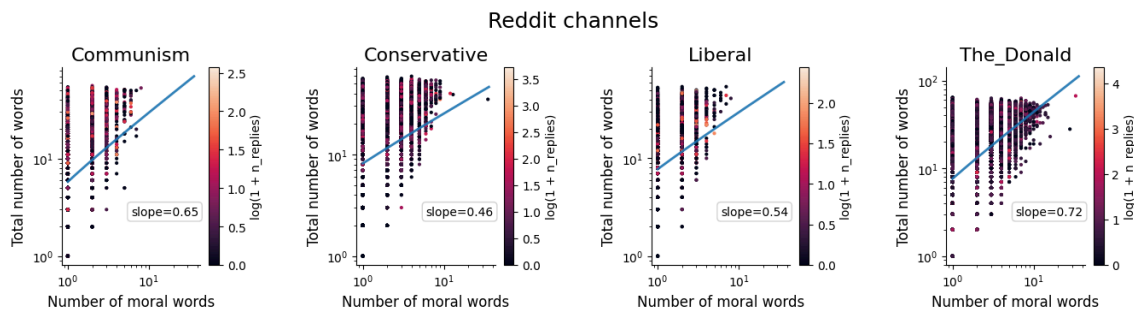 Reddit channels
Communism
Total number of words
10¹
10⁰
10⁰
10¹
Number of moral words
slope=0.65
2.5
2.0
1.5
1.0
0.5
0.0
log(1 + n_replies)
Conservative
Total number of words
10¹
10⁰
10⁰
10¹
Number of moral words
slope=0.46
3.5
3.0
2.5
2.0
1.5
1.0
0.5
0.0
log(1 + n_replies)
Liberal
Total number of words
10¹
10⁰
10⁰
10¹
Number of moral words
slope=0.54
2.0
1.5
1.0
0.5
0.0
log(1 + n_replies)
The_Donald
Total number of words
10²
10¹
10⁰
10⁰
10¹
Number of moral words
slope=0.72
4
3
2
1
0
log(1 + n_replies)